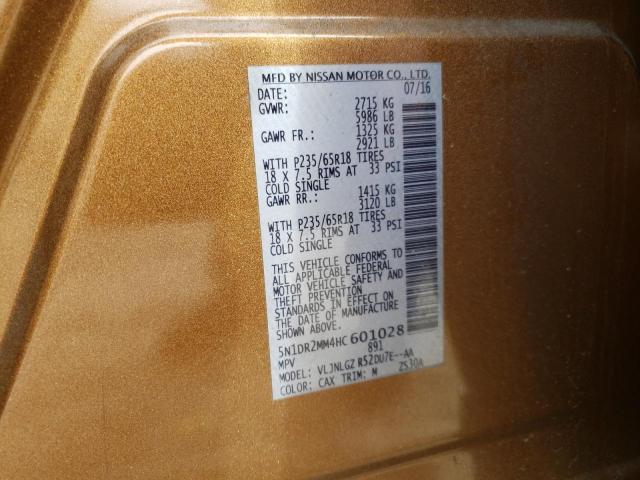 MFD BY NISSAN MOTOR CO., LTD.
DATE: 07/16
GVWR: 2715 KG
5986 LB
GAWR FR.: 1325 KG
2921 LB
WITH P235/65R18 TIRES
18 X 7.5 RIMS AT 33 PSI
COLD SINGLE
GAWR RR.: 1415 KG
3120 LB
WITH P235/65R18 TIRES
18 X 7.5 RIMS AT 33 PSI
COLD SINGLE
THIS VEHICLE CONFORMS TO
ALL APPLICABLE FEDERAL
MOTOR VEHICLE SAFETY AND
THEFT PREVENTION
STANDARDS IN EFFECT ON
THE DATE OF MANUFACTURE
SHOWN ABOVE.
5N1DR2MM4HC601028
MPV 891
MODEL: VLJNLGZ R52DU7E--AA
COLOR: CAX TRIM: M ZS30A